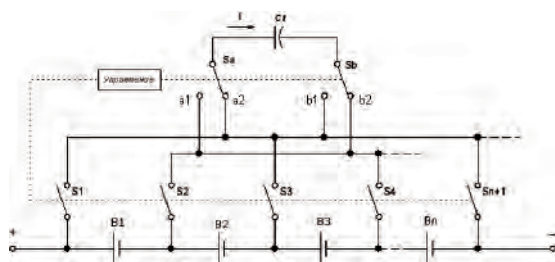 I Cf
Sa Sb
Управление
a1 a2 b1 b2
S1 S2 S3 S4 Sn+1
+ B1 B2 B3 Bn -